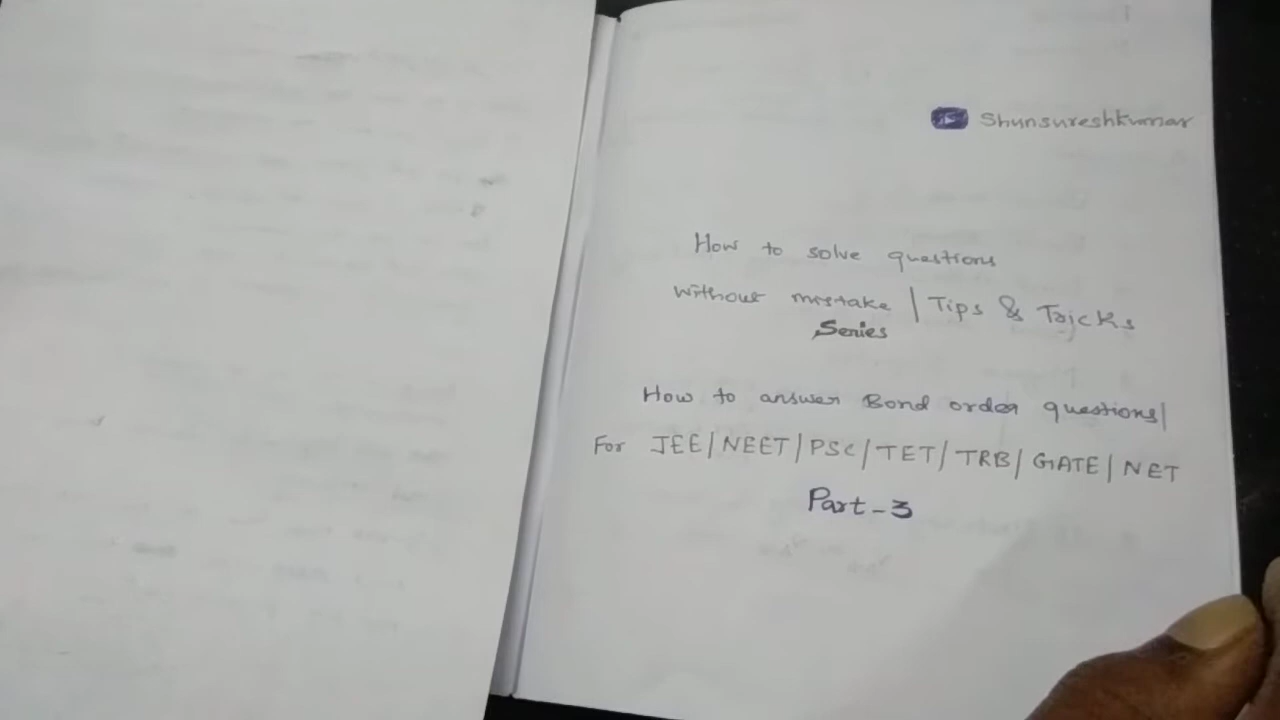 Shunsureshkumar
How to solve questions
without mistake | Tips & Tricks
Series
How to answer Bond order questions|
For JEE/NEET/PSC/TET/TRB/GATE/NET
Part-3